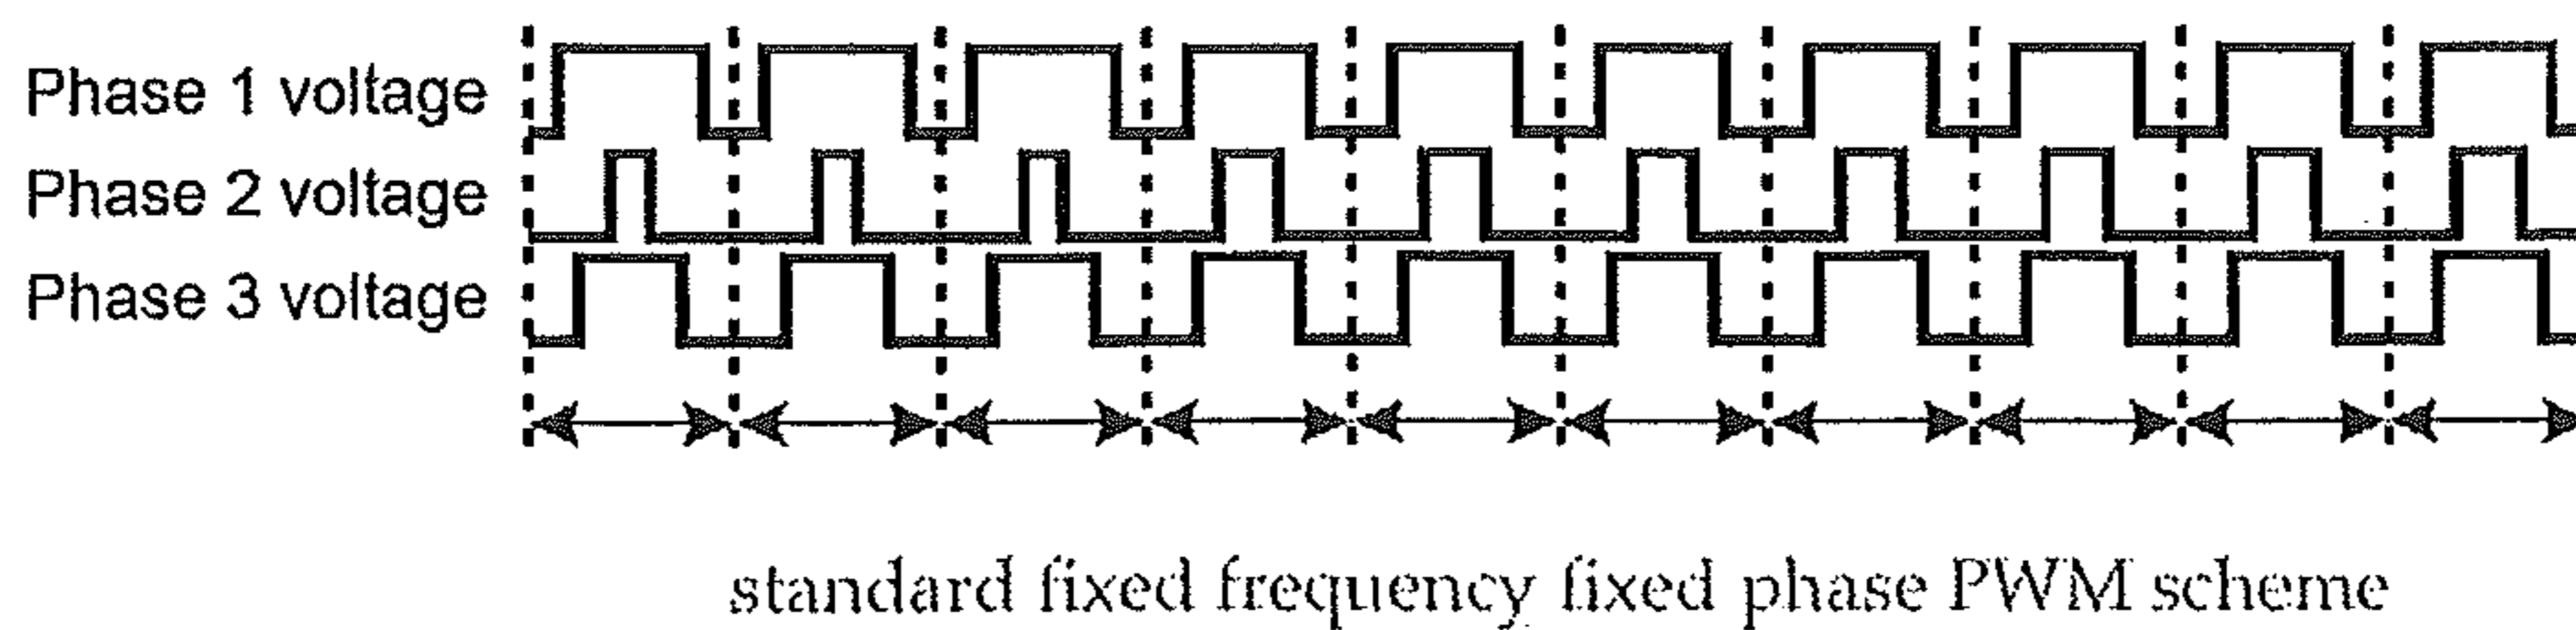 Phase 1 voltage
Phase 2 voltage
Phase 3 voltage
standard fixed frequency fixed phase PWM scheme